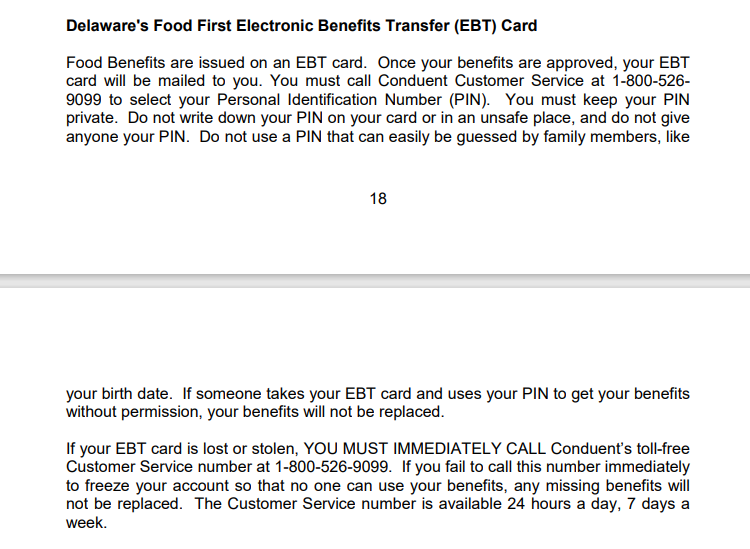 Delaware's Food First Electronic Benefits Transfer (EBT) Card
Food Benefits are issued on an EBT card.  Once your benefits are approved, your EBT
card will be mailed to you. You must call Conduent Customer Service at 1-800-526-
9099 to select your Personal Identification Number (PIN).  You must keep your PIN
private.  Do not write down your PIN on your card or in an unsafe place, and do not give
anyone your PIN.  Do not use a PIN that can easily be guessed by family members, like
18
your birth date.  If someone takes your EBT card and uses your PIN to get your benefits
without permission, your benefits will not be replaced.
If your EBT card is lost or stolen, YOU MUST IMMEDIATELY CALL Conduent's toll-free
Customer Service number at 1-800-526-9099.  If you fail to call this number immediately
to freeze your account so that no one can use your benefits, any missing benefits will
not be replaced.  The Customer Service number is available 24 hours a day, 7 days a
week.